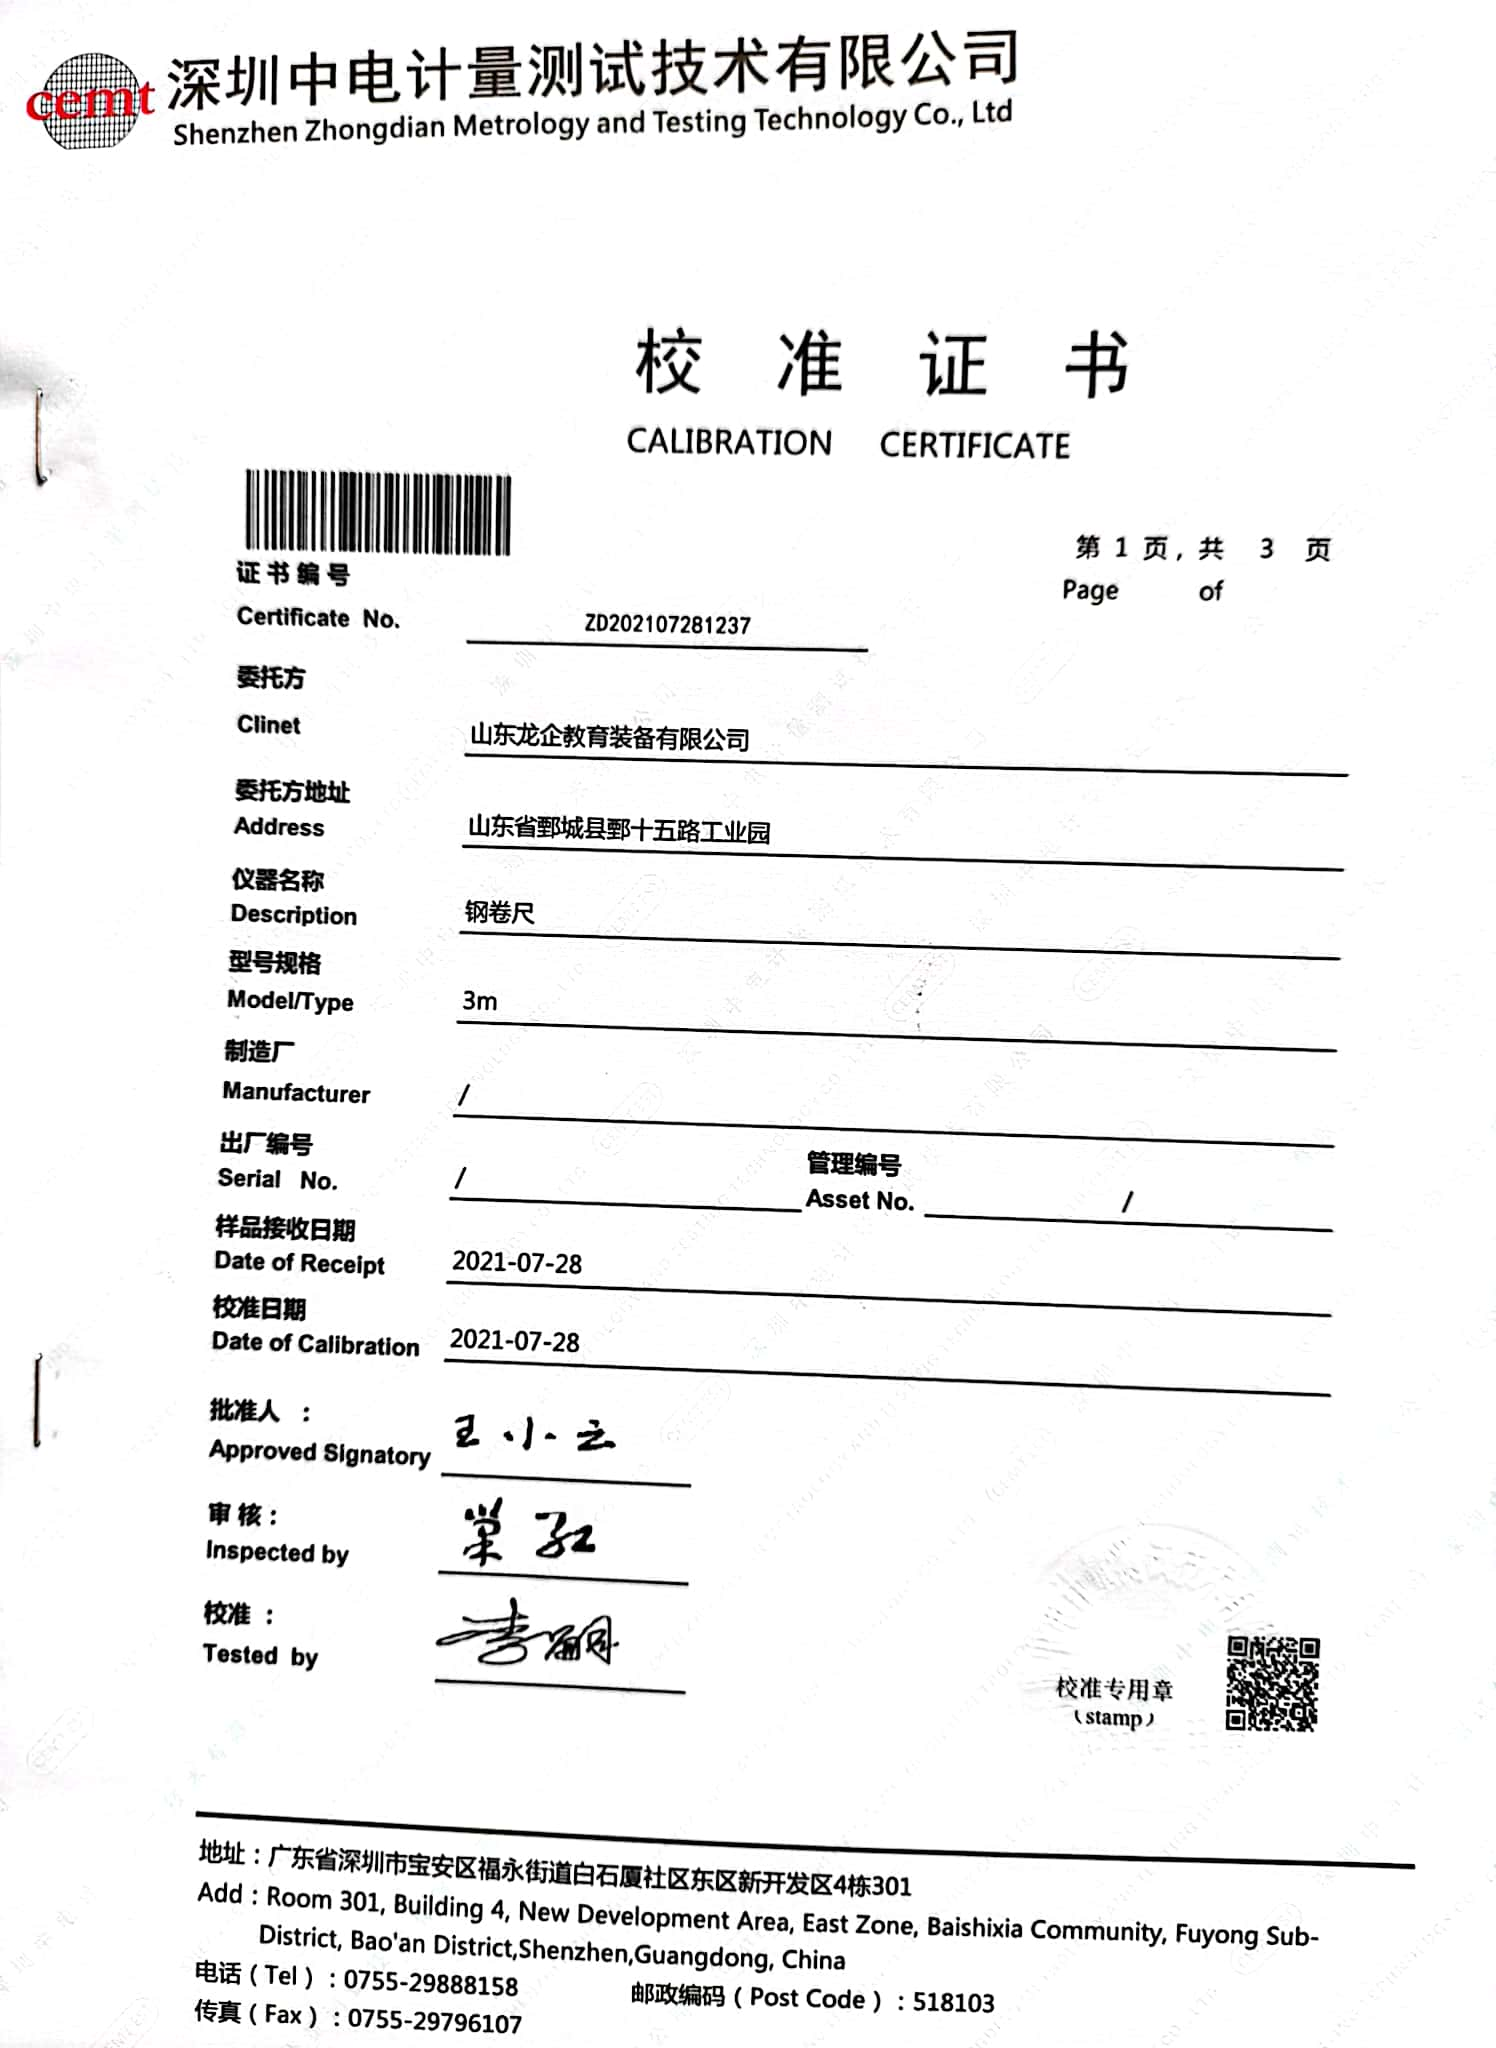 cemt 深圳中电计量测试技术有限公司
Shenzhen Zhongdian Metrology and Testing Technology Co., Ltd
校 准 证 书
CALIBRATION CERTIFICATE
第 1 页, 共 3 页
Page of
证书编号
Certificate No. ZD202107281237
委托方
Clinet 山东龙企教育装备有限公司
委托方地址
Address 山东省鄄城县鄄十五路工业园
仪器名称
Description 钢卷尺
型号规格
Model/Type 3m
制造厂
Manufacturer /
出厂编号 管理编号
Serial No. / Asset No. /
样品接收日期
Date of Receipt 2021-07-28
校准日期
Date of Calibration 2021-07-28
批准人 :
Approved Signatory 王小云
审 核 :
Inspected by
校准 :
Tested by
校准专用章
(stamp)
地址 : 广东省深圳市宝安区福永街道白石厦社区东区新开发区4栋301
Add : Room 301, Building 4, New Development Area, East Zone, Baishixia Community, Fuyong Sub-
District, Bao'an District,Shenzhen,Guangdong, China
电话 ( Tel ) : 0755-29888158 邮政编码 ( Post Code ) : 518103
传真 ( Fax ) : 0755-29796107